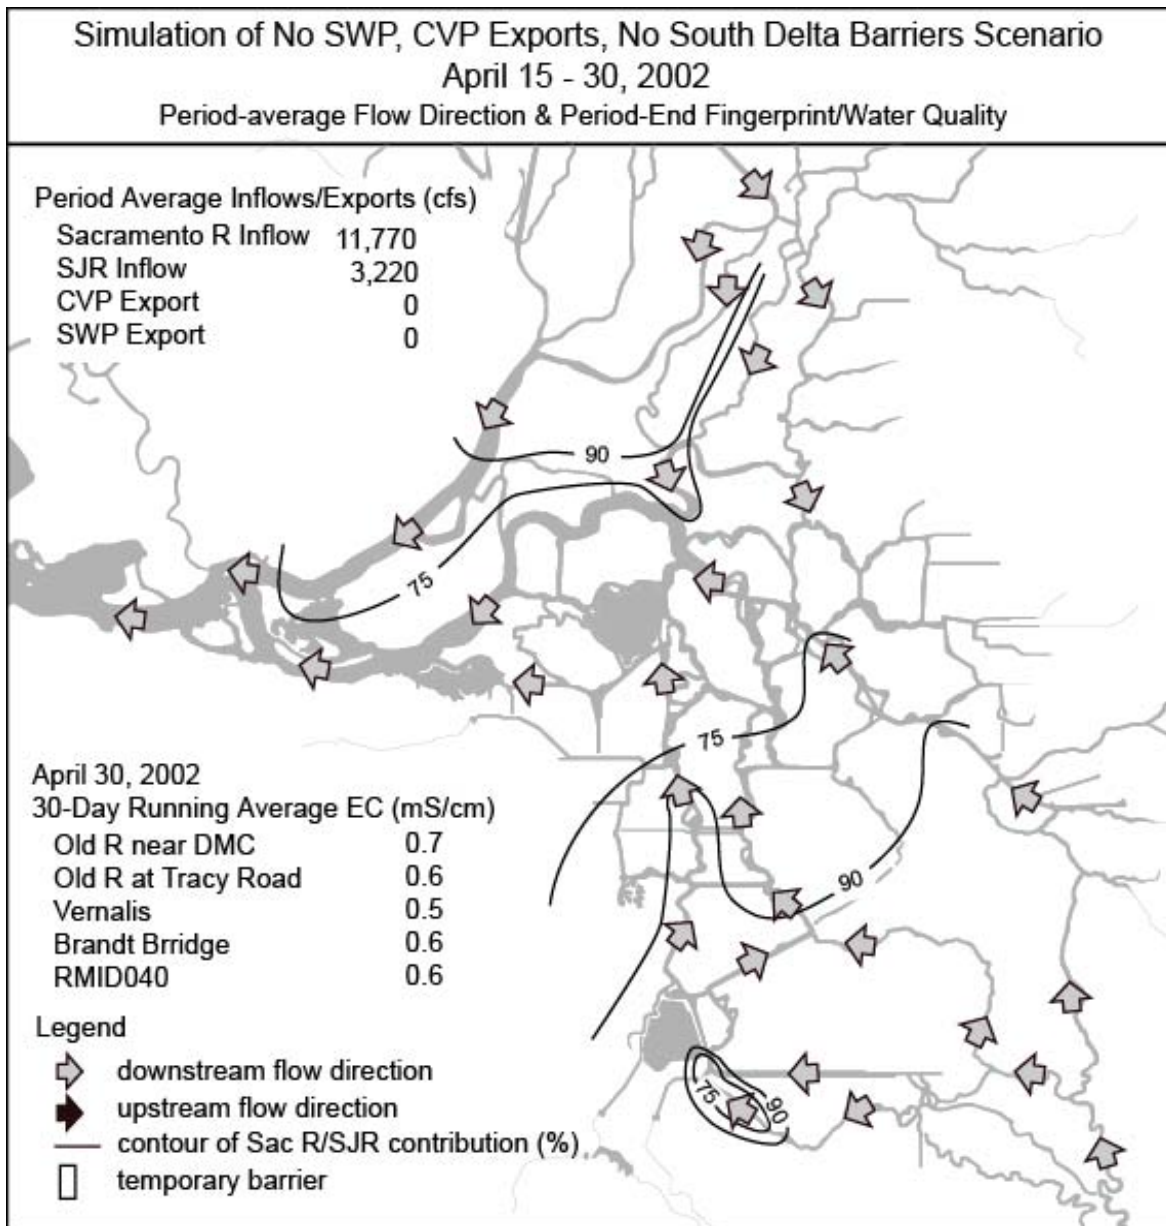 Simulation of No SWP, CVP Exports, No South Delta Barriers Scenario
April 15 - 30, 2002
Period-average Flow Direction & Period-End Fingerprint/Water Quality
Period Average Inflows/Exports (cfs)
Sacramento R Inflow 11,770
SJR Inflow 3,220
CVP Export 0
SWP Export 0
90
75
75
90
90
75
April 30, 2002
30-Day Running Average EC (mS/cm)
Old R near DMC 0.7
Old R at Tracy Road 0.6
Vernalis 0.5
Brandt Brridge 0.6
RMID040 0.6
Legend
downstream flow direction
upstream flow direction
contour of Sac R/SJR contribution (%)
temporary barrier